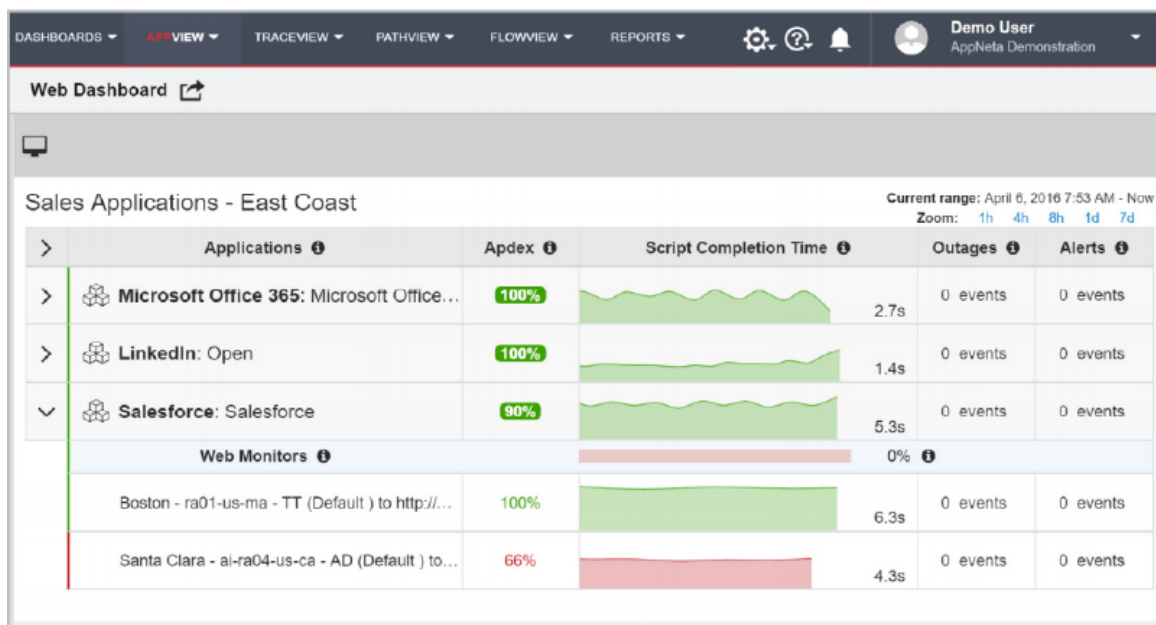 DASHBOARDS APPVIEW TRACEVIEW PATHVIEW FLOWVIEW REPORTS Demo User
AppNeta Demonstration
Web Dashboard
Sales Applications - East Coast
Current range: April 6, 2016 7:53 AM - Now
Zoom: 1h 4h 8h 1d 7d
Applications Apdex Script Completion Time Outages Alerts
Microsoft Office 365: Microsoft Office... 100% 2.7s 0 events 0 events
LinkedIn: Open 100% 1.4s 0 events 0 events
Salesforce: Salesforce 90% 5.3s 0 events 0 events
Web Monitors 0%
Boston - ra01-us-ma - TT (Default ) to http://... 100% 6.3s 0 events 0 events
Santa Clara - al-ra04-us-ca - AD (Default ) to... 66% 4.3s 0 events 0 events